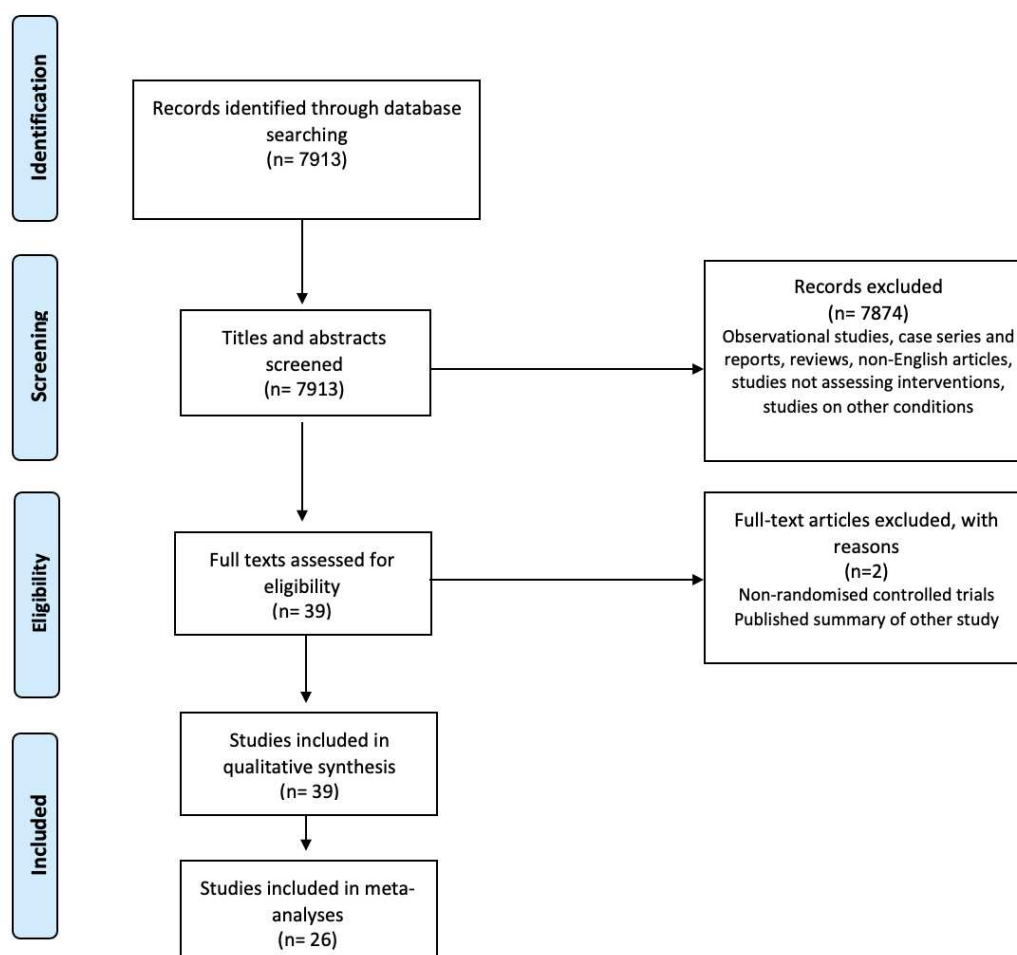 Identification
Records identified through database
searching
(n= 7913)
Screening
Titles and abstracts
screened
(n= 7913)
Records excluded
(n= 7874)
Observational studies, case series and
reports, reviews, non-English articles,
studies not assessing interventions,
studies on other conditions
Eligibility
Full texts assessed for
eligibility
(n= 39)
Full-text articles excluded, with
reasons
(n=2)
Non-randomised controlled trials
Published summary of other study
Included
Studies included in
qualitative synthesis
(n= 39)
Studies included in meta-
analyses
(n= 26)